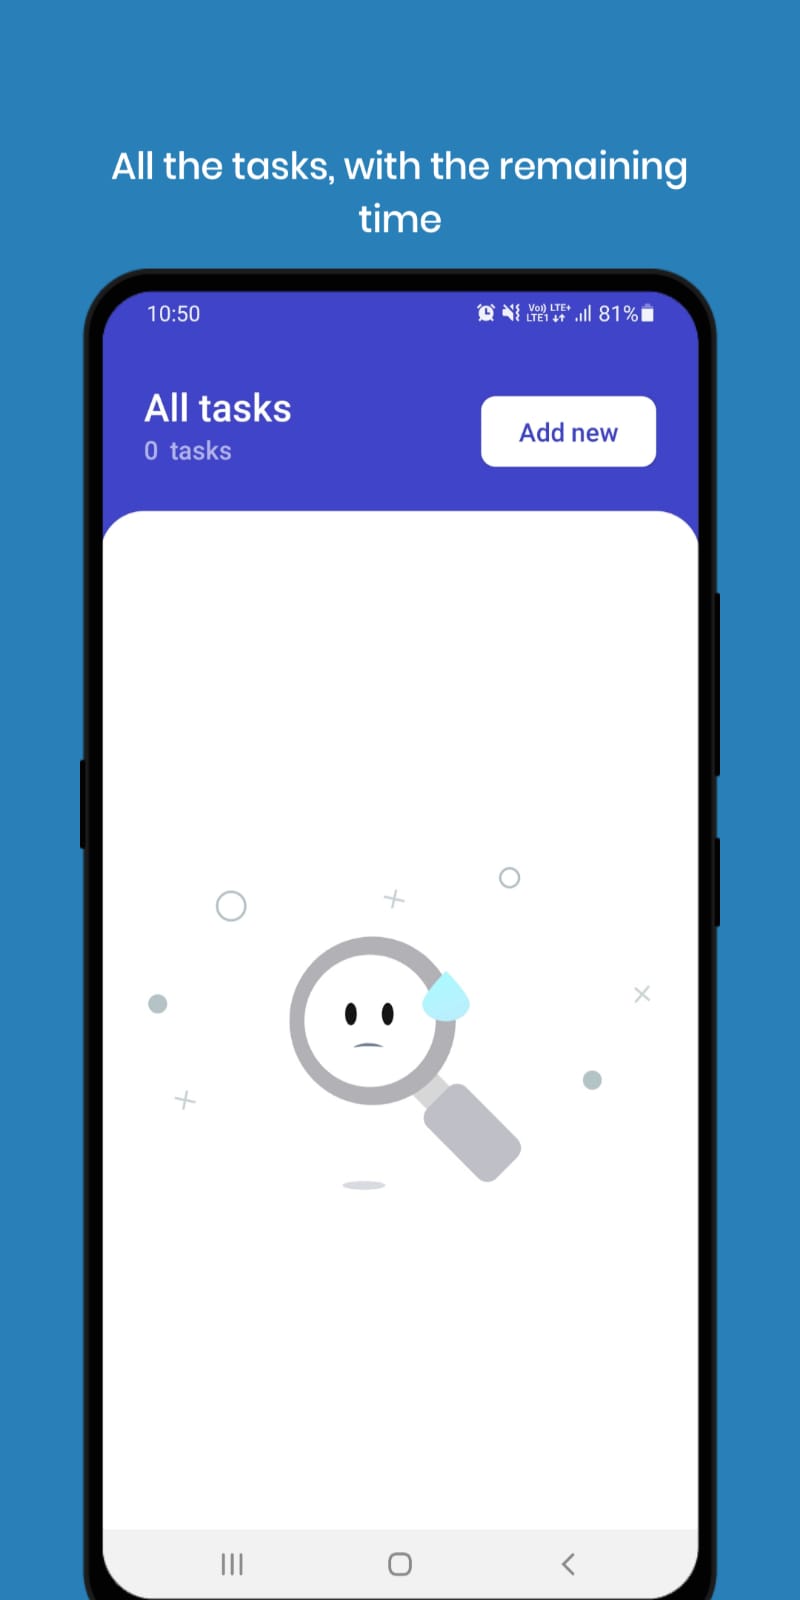 All the tasks, with the remaining
time
10:50
Vo)) LTE+
LTE1
81%
All tasks
0 tasks
Add new